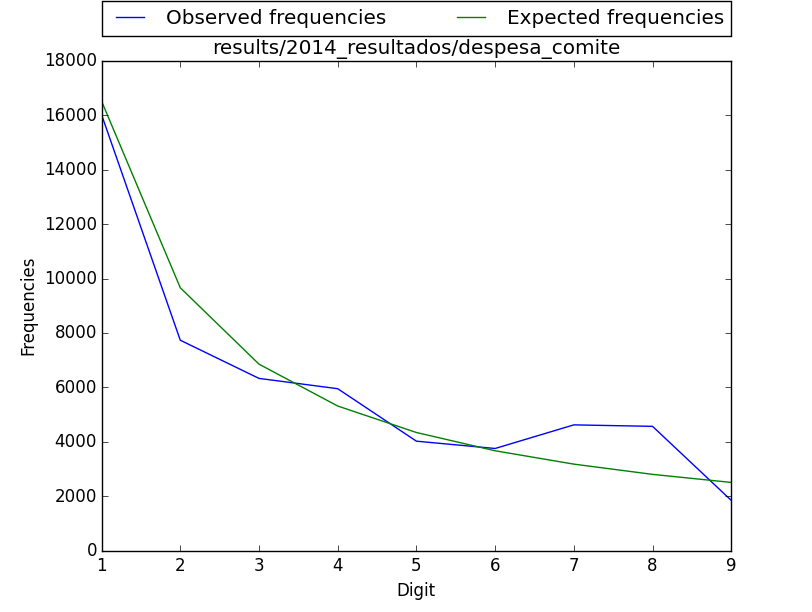 Observed frequencies Expected frequencies
results/2014_resultados/despesa_comite
18000
16000
14000
12000
10000
8000
6000
4000
2000
0
Frequencies
1 2 3 4 5 6 7 8 9
Digit